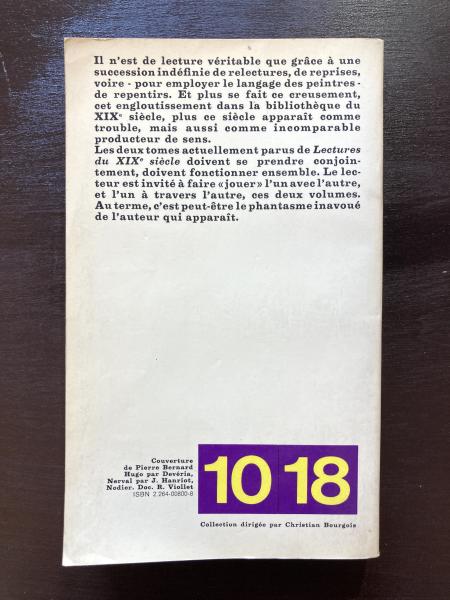 Il n'est de lecture véritable que grâce à une
succession indéfinie de relectures, de reprises,
voire - pour employer le langage des peintres -
de repentirs. Et plus se fait ce creusement,
cet engloutissement dans la bibliothèque du
XIXe siècle, plus ce siècle apparaît comme
trouble, mais aussi comme incomparable
producteur de sens.
Les deux tomes actuellement parus de Lectures
du XIXe siècle doivent se prendre conjoin-
tement, doivent fonctionner ensemble. Le lec-
teur est invité à faire «jouer» l'un avec l'autre,
et l'un à travers l'autre, ces deux volumes.
Au terme, c'est peut-être le phantasme inavoué
de l'auteur qui apparaît.
Couverture
de Pierre Bernard
Hugo par Devéria,
Nerval par J. Hanriot,
Nodier. Doc. R. Viollet
ISBN 2.264-00800-8
10 18
Collection dirigée par Christian Bourgois